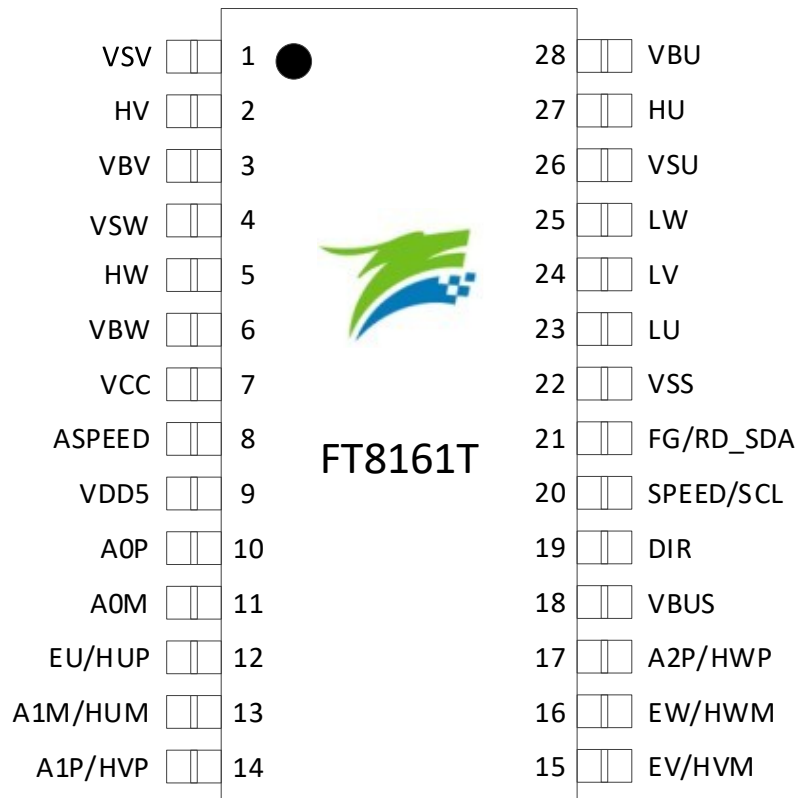 VSV 1 28 VBU
HV 2 27 HU
VBV 3 26 VSU
VSW 4 25 LW
HW 5 24 LV
VBW 6 23 LU
VCC 7 22 VSS
ASPEED 8 21 FG/RD_SDA
FT8161T
VDD5 9 20 SPEED/SCL
A0P 10 19 DIR
A0M 11 18 VBUS
EU/HUP 12 17 A2P/HWP
A1M/HUM 13 16 EW/HWM
A1P/HVP 14 15 EV/HVM